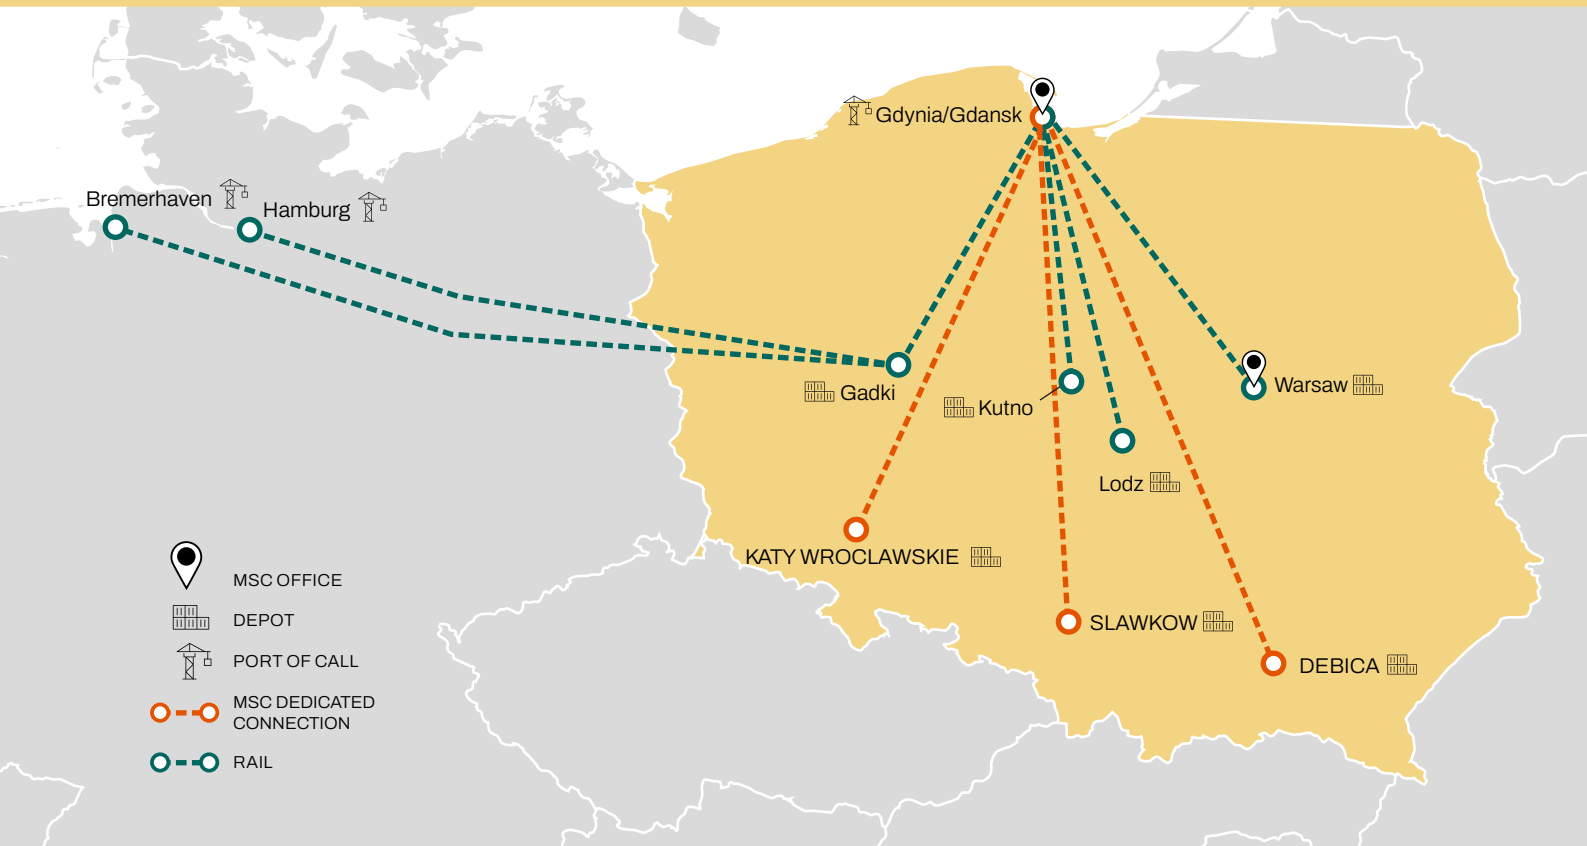 Gdynia/Gdansk
Bremerhaven
Hamburg
Gadki
Kutno
Warsaw
Lodz
KATY WROCLAWSKIE
SLAWKOW
DEBICA
MSC OFFICE
DEPOT
PORT OF CALL
MSC DEDICATED
CONNECTION
RAIL